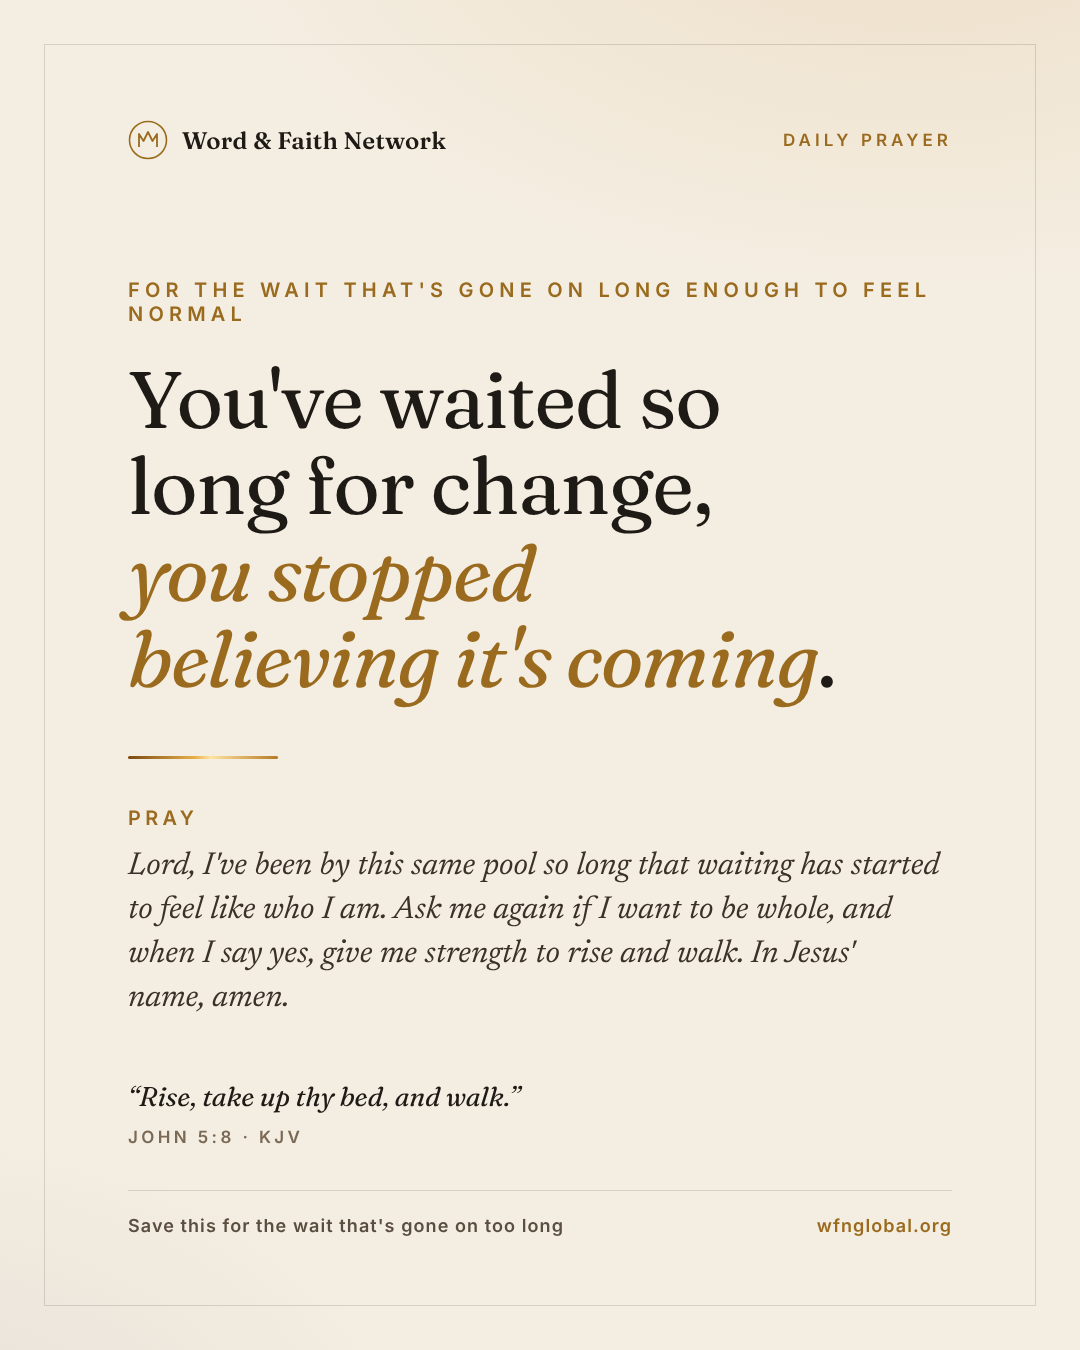 Word & Faith Network
DAILY PRAYER
FOR THE WAIT THAT'S GONE ON LONG ENOUGH TO FEEL
NORMAL
You've waited so
long for change,
you stopped
believing it's coming.
PRAY
Lord, I've been by this same pool so long that waiting has started
to feel like who I am. Ask me again if I want to be whole, and
when I say yes, give me strength to rise and walk. In Jesus'
name, amen.
“Rise, take up thy bed, and walk.”
JOHN 5:8 · KJV
Save this for the wait that's gone on too long
wfnglobal.org